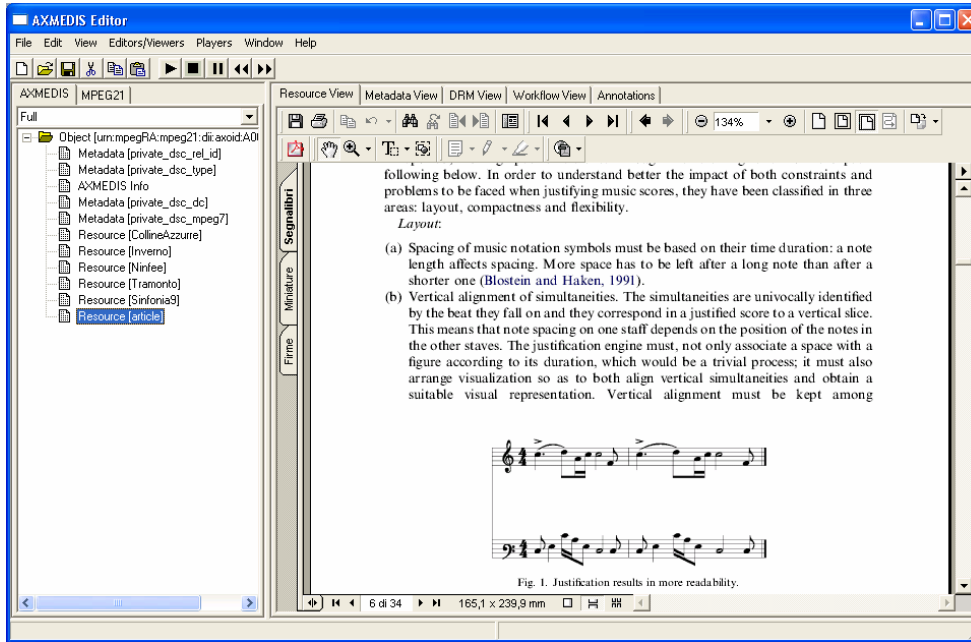 AXMEDIS Editor
File Edit View Editors/Viewers Players Window Help
AXMEDIS MPEG21
Full
Object [urn:mpegRA:mpeg21:dii:axoid:A0
Metadata [private_dsc_rel_id]
Metadata [private_dsc_type]
AXMEDIS Info
Metadata [private_dsc_dc]
Metadata [private_dsc_mpeg7]
Resource [CollineAzzurre]
Resource [Inverno]
Resource [Ninfee]
Resource [Tramonto]
Resource [Sinfonia9]
Resource [article]
Resource View Metadata View DRM View Workflow View Annotations
134%
Segnalibri
Miniature
Firme
following below. In order to understand better the impact of both constraints and
problems to be faced when justifying music scores, they have been classified in three
areas: layout, compactness and flexibility.
Layout:
(a) Spacing of music notation symbols must be based on their time duration: a note
length affects spacing. More space has to be left after a long note than after a
shorter one (Blostein and Haken, 1991).
(b) Vertical alignment of simultaneities. The simultaneities are univocally identified
by the beat they fall on and they correspond in a justified score to a vertical slice.
This means that note spacing on one staff depends on the position of the notes in
the other staves. The justification engine must, not only associate a space with a
figure according to its duration, which would be a trivial process; it must also
arrange visualization so as to both align vertical simultaneities and obtain a
suitable visual representation. Vertical alignment must be kept among
Fig. 1. Justification results in more readability.
6 di 34
165,1 x 239,9 mm